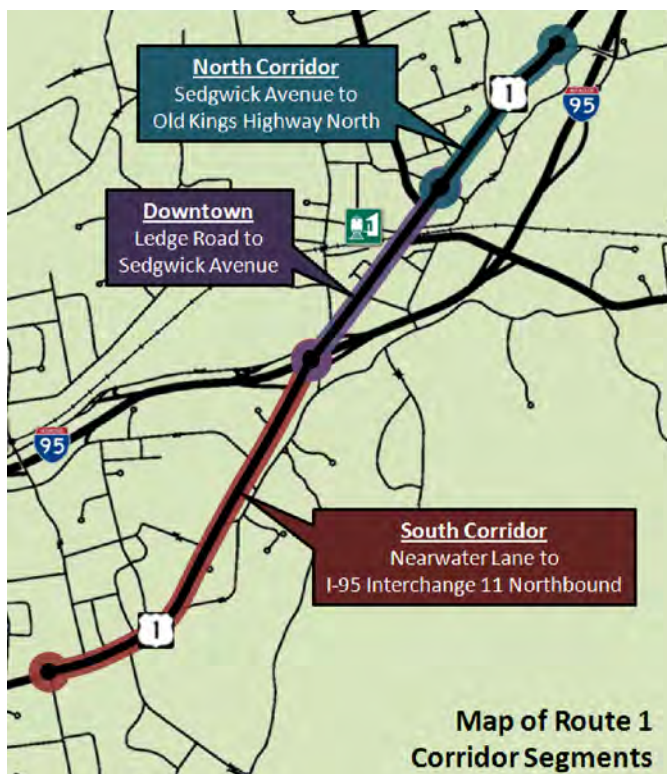 North Corridor
Sedgwick Avenue to
Old Kings Highway North
1
95
Downtown
Ledge Road to
Sedgwick Avenue
95
South Corridor
Nearwater Lane to
I-95 Interchange 11 Northbound
1
Map of Route 1
Corridor Segments